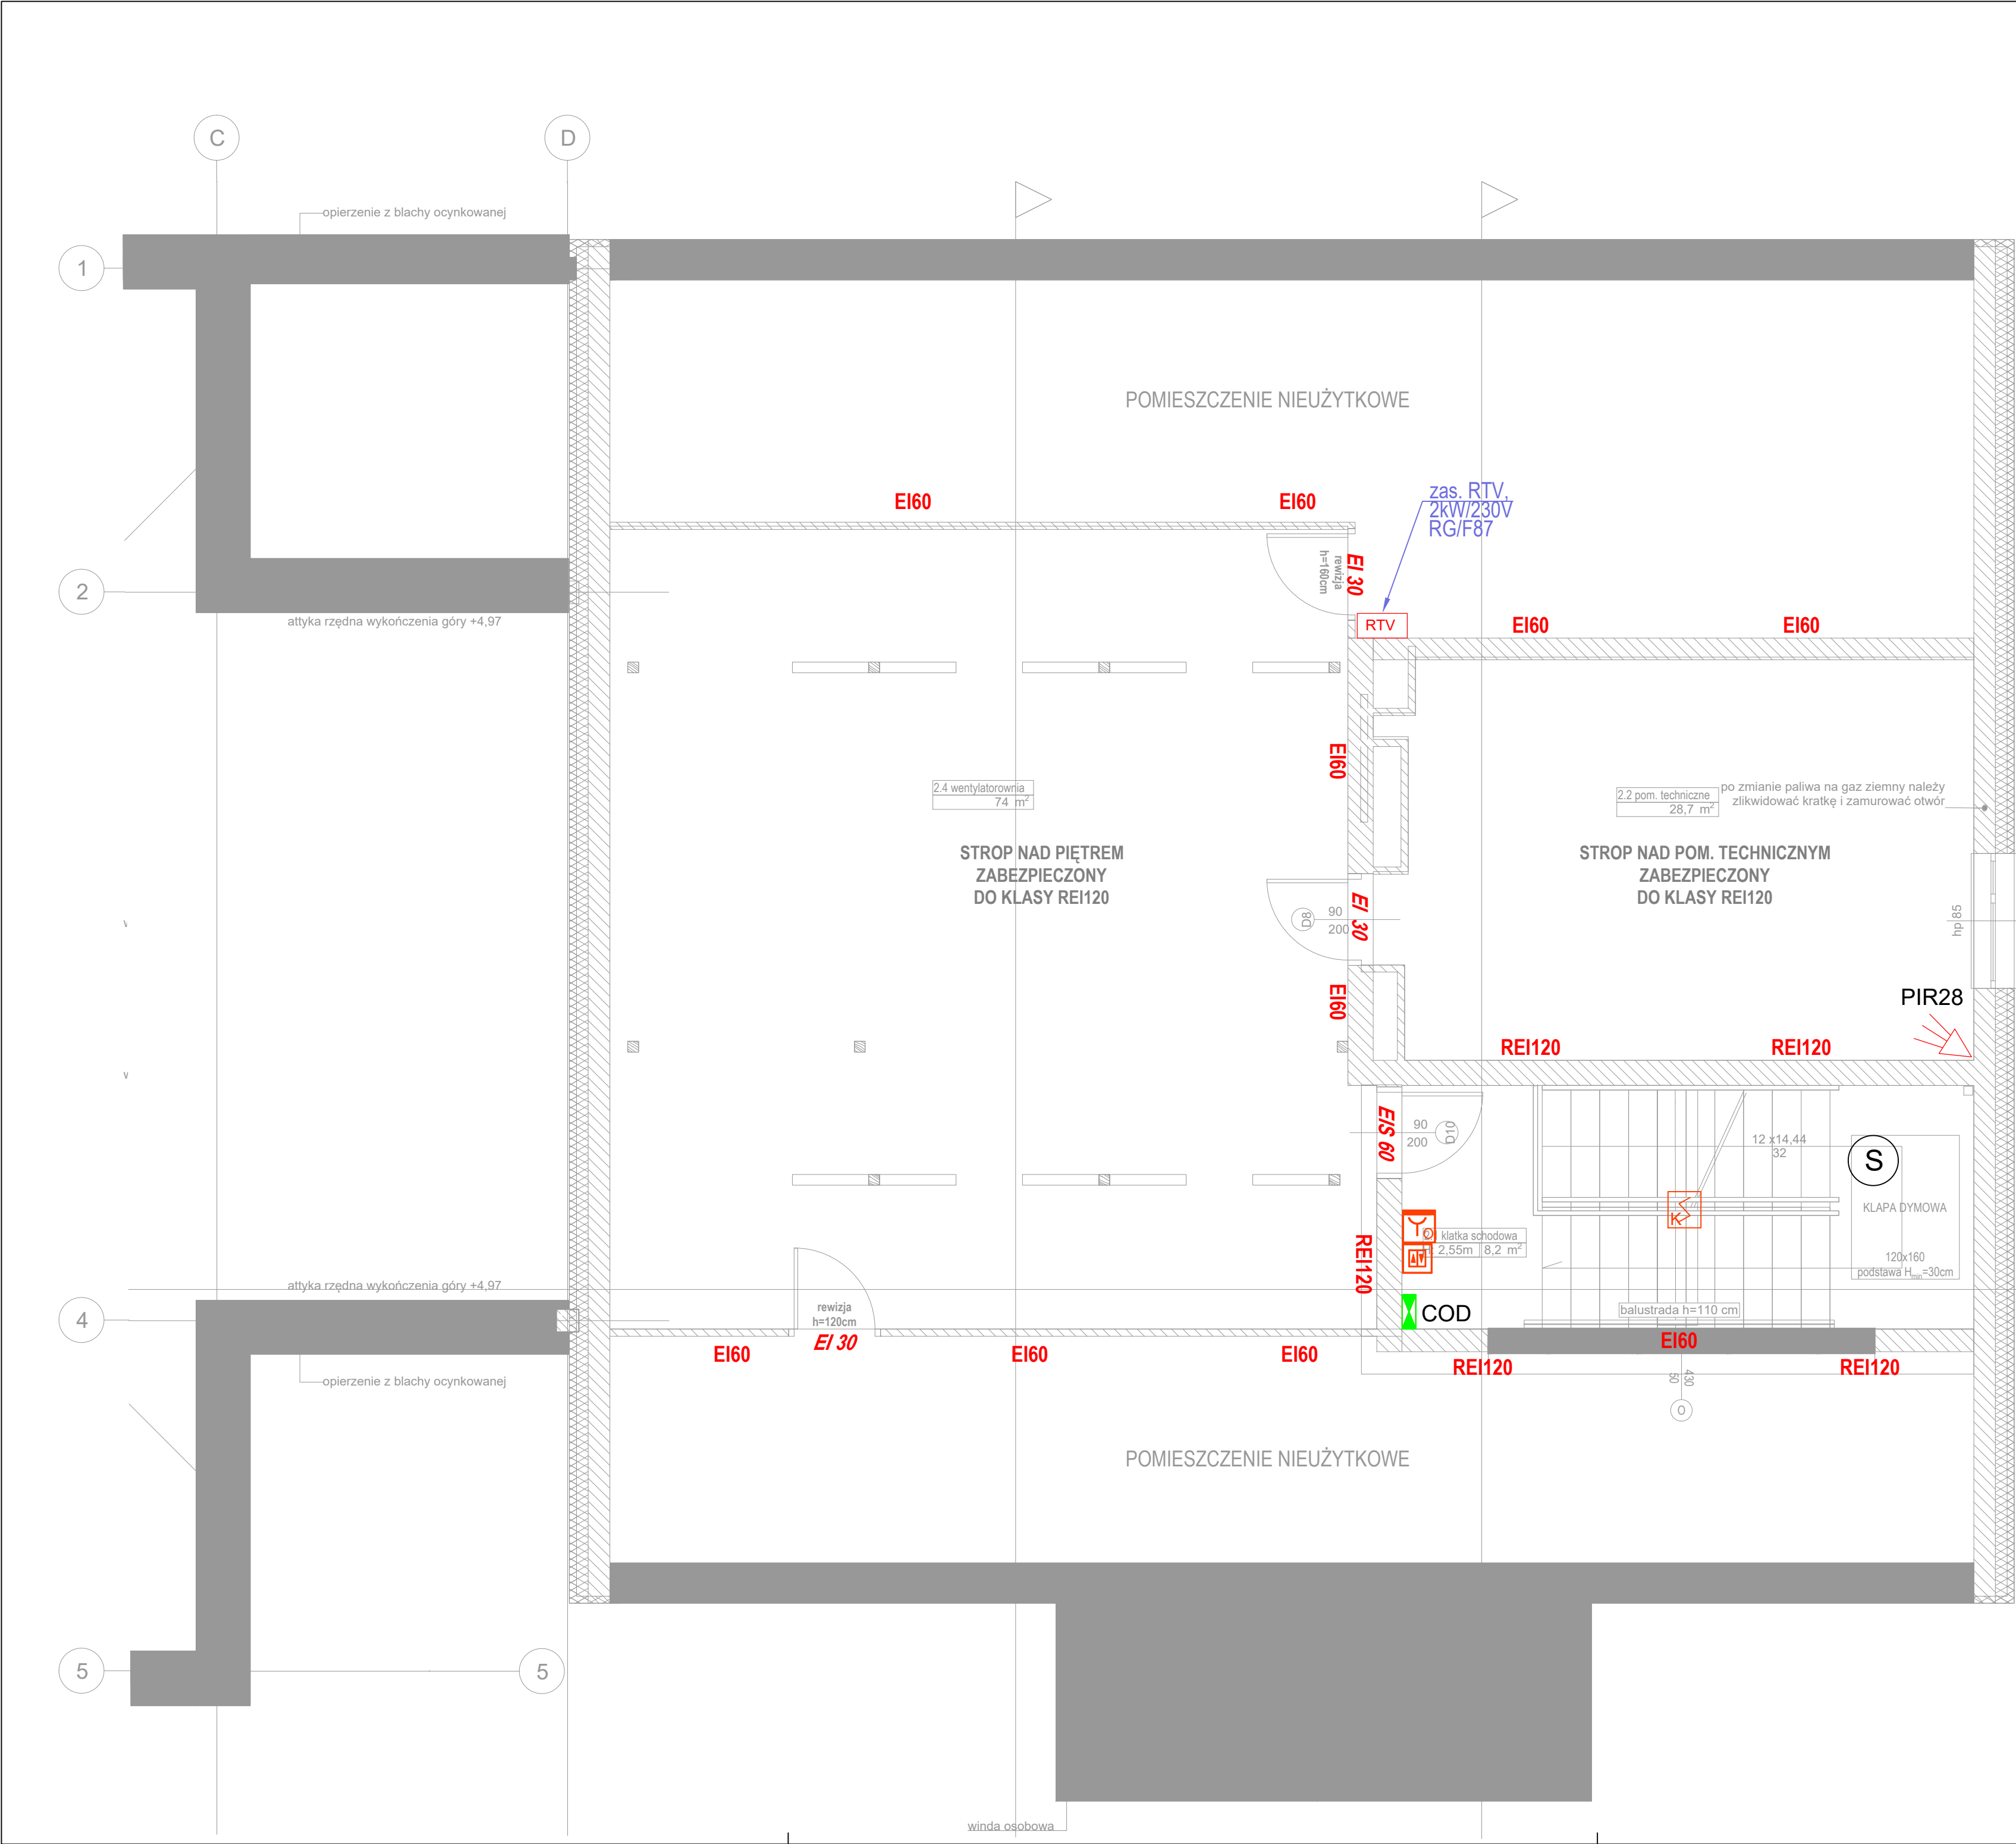 C
D
opierzenie z blachy ocynkowanej
1
POMIESZCZENIE NIEUŻYTKOWE
EI60
EI60
zas. RTV,
2kW/230V
RG/F87
rewizja
h=160cm
EI 30
2
attyka rzędna wykończenia góry +4,97
RTV
EI60
EI60
EI60
2.4 wentylatorownia
74 m²
2.2 pom. techniczne
28,7 m²
po zmianie paliwa na gaz ziemny należy
zlikwidować kratkę i zamurować otwór
STROP NAD PIĘTREM
ZABEZPIECZONY
DO KLASY REI120
STROP NAD POM. TECHNICZNYM
ZABEZPIECZONY
DO KLASY REI120
D8
90
200
EI 30
hp 85
EI60
PIR28
REI120
REI120
EIS 60
90
200
D10
12 x14,44
32
S
K
KLAPA DYMOWA
klatka schodowa
2,55m 8,2 m²
REI120
120x160
podstawa Hmin=30cm
attyka rzędna wykończenia góry +4,97
4
rewizja
h=120cm
EI 30
COD
balustrada h=110 cm
EI60
EI60
EI60
EI60
REI120
REI120
430
50
O
opierzenie z blachy ocynkowanej
POMIESZCZENIE NIEUŻYTKOWE
5
5
winda osobowa